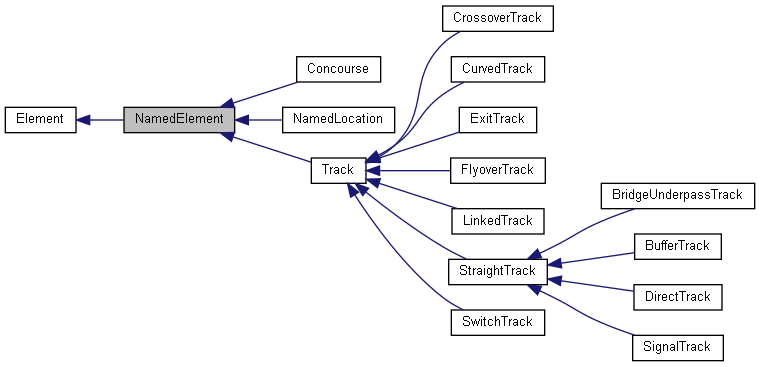 CrossoverTrack
Concourse
CurvedTrack
Element
NamedElement
NamedLocation
ExitTrack
Track
FlyoverTrack
BridgeUnderpassTrack
LinkedTrack
BufferTrack
StraightTrack
DirectTrack
SwitchTrack
SignalTrack